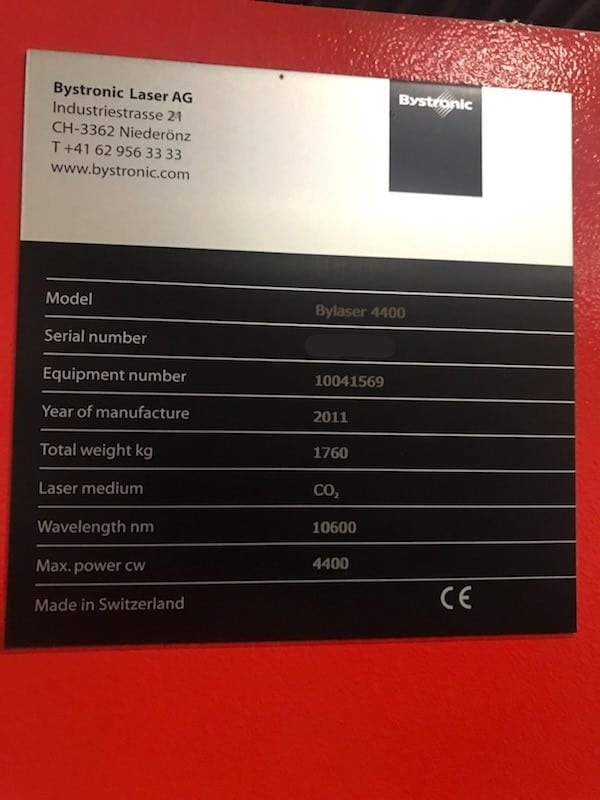 Bystronic Laser AG
Industriestrasse 21
CH-3362 Niederönz
T +41 62 956 33 33
www.bystronic.com
Bystronic
Model Bylaser 4400
Serial number
Equipment number 10041569
Year of manufacture 2011
Total weight kg 1760
Laser medium CO₂
Wavelength nm 10600
Max. power cw 4400
Made in Switzerland CE